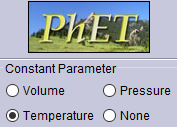 PhET
Constant Parameter
Volume Pressure
Temperature None